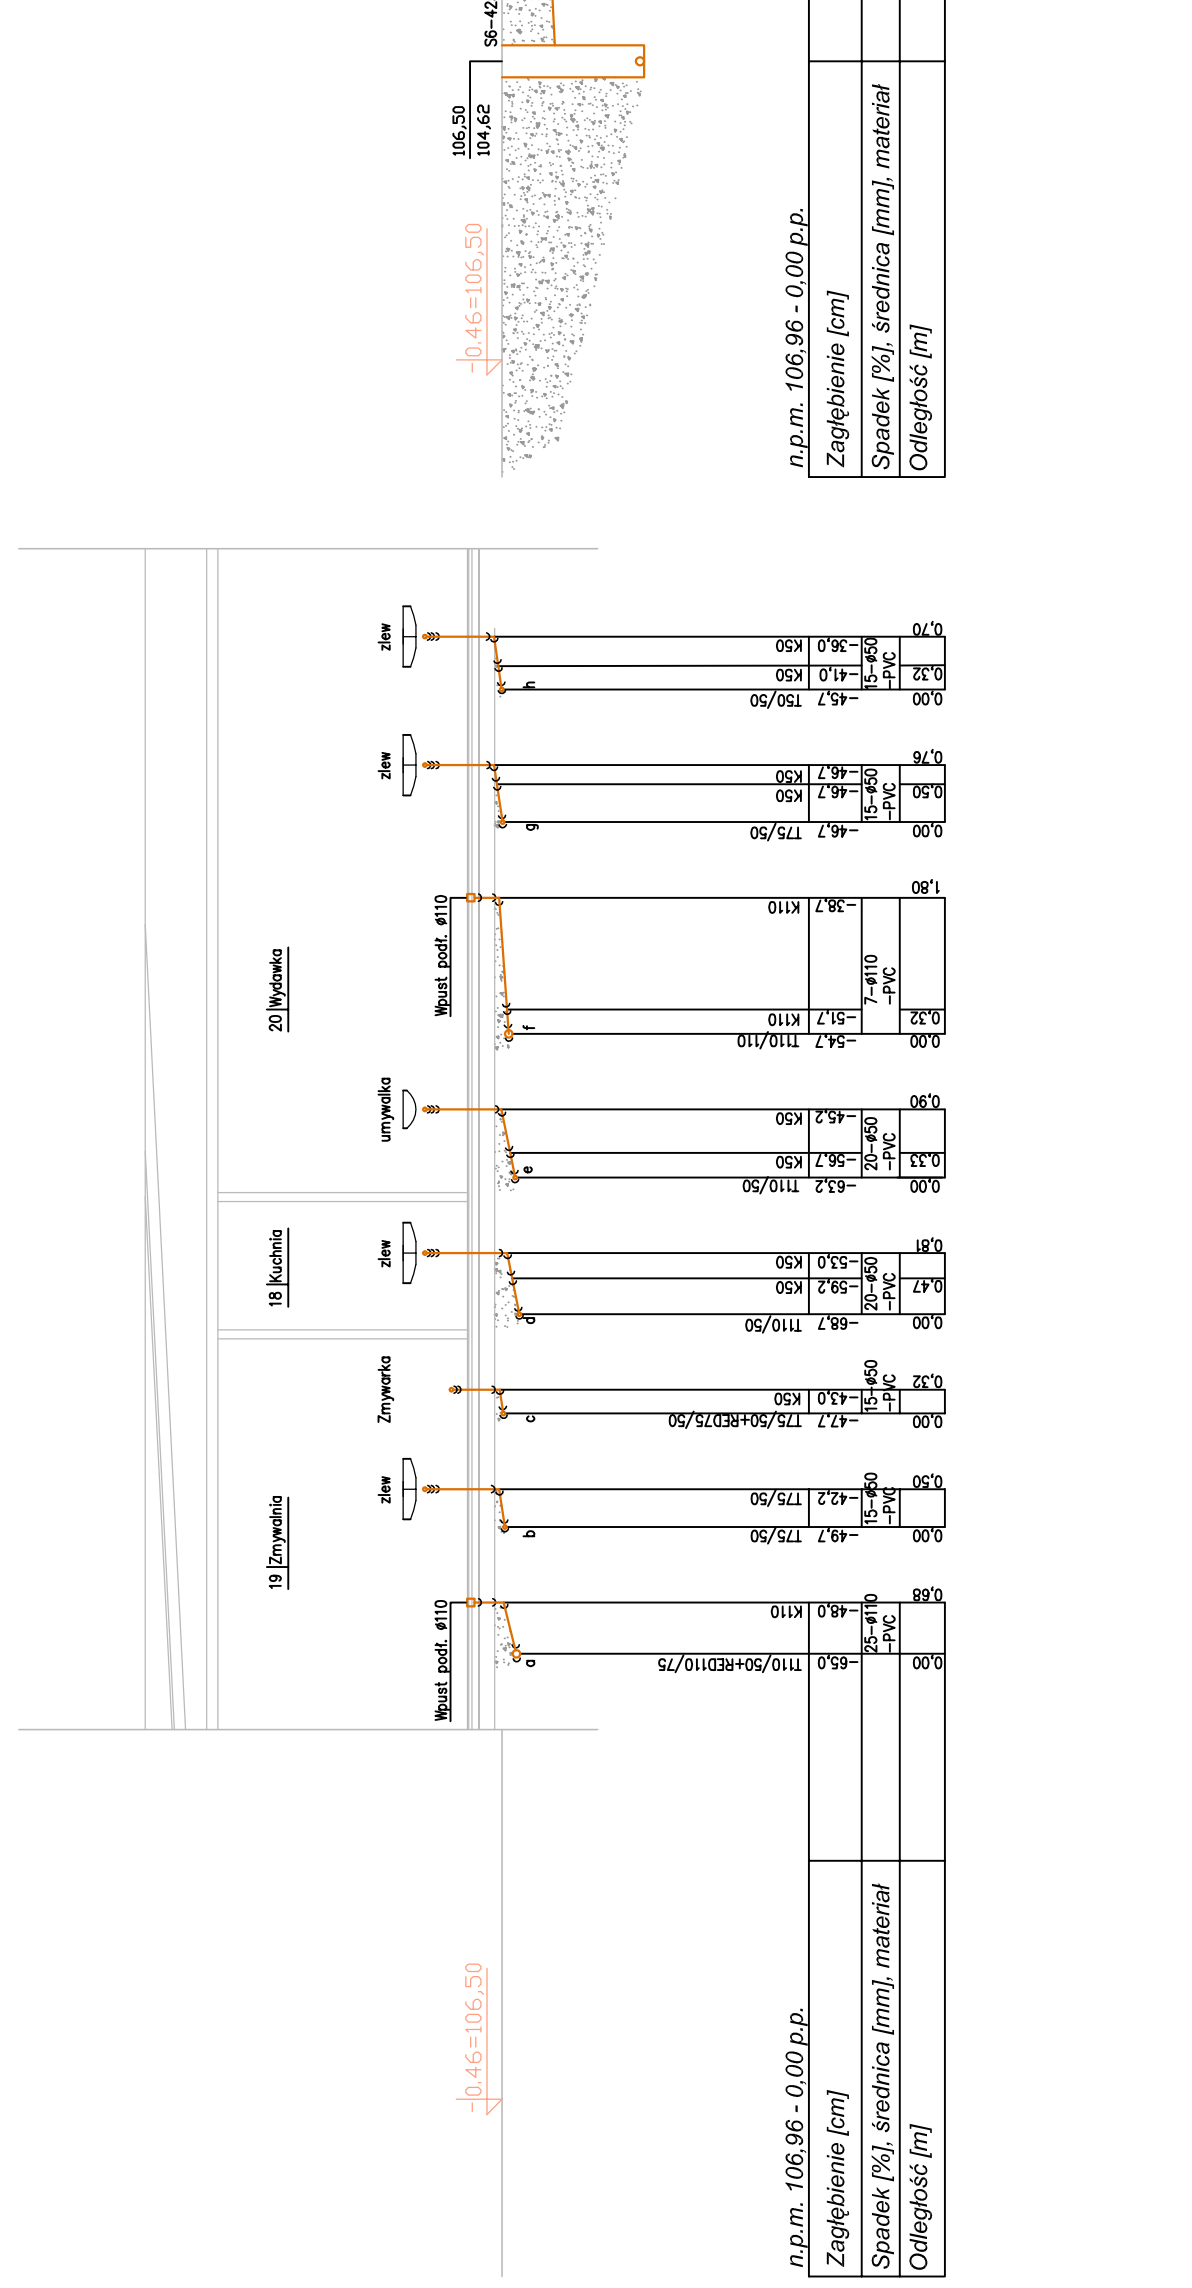 S6-42
106,50
104,62
-0.46=106,50
n.p.m. 106,96 - 0,00 p.p.
Zagłębienie [cm]
Spadek [%], średnica [mm], materiał
Odległość [m]
zlew
h
K50
K50
T50/50
-36,0
-41,0
-45,7
15-ø50
-PVC
0,70
0,32
0,00
zlew
g
K50
K50
T75/50
-46,7
-46,7
-46,7
15-ø50
-PVC
0,76
0,50
0,00
20 Wydawka
Wpust podł. ø110
f
K110
K110
T110/110
-38,7
-51,7
-54,7
7-ø110
-PVC
1,80
0,32
0,00
umywalka
e
K50
K50
T110/50
-45,2
-56,7
-63,2
20-ø50
-PVC
0,90
0,33
0,00
18 Kuchnia
zlew
d
K50
K50
T110/50
-53,0
-59,2
-68,7
20-ø50
-PVC
0,81
0,47
0,00
Zmywarka
c
K50
T75/50+RED75/50
-43,0
-47,7
15-ø50
-PVC
0,32
0,00
19 Zmywalnia
zlew
b
T75/50
T75/50
-42,2
-49,7
15-ø50
-PVC
0,50
0,00
Wpust podł. ø110
a
K110
T110/50+RED110/75
-48,0
-65,0
25-ø110
-PVC
0,68
0,00
-0.46=106,50
n.p.m. 106,96 - 0,00 p.p.
Zagłębienie [cm]
Spadek [%], średnica [mm], materiał
Odległość [m]